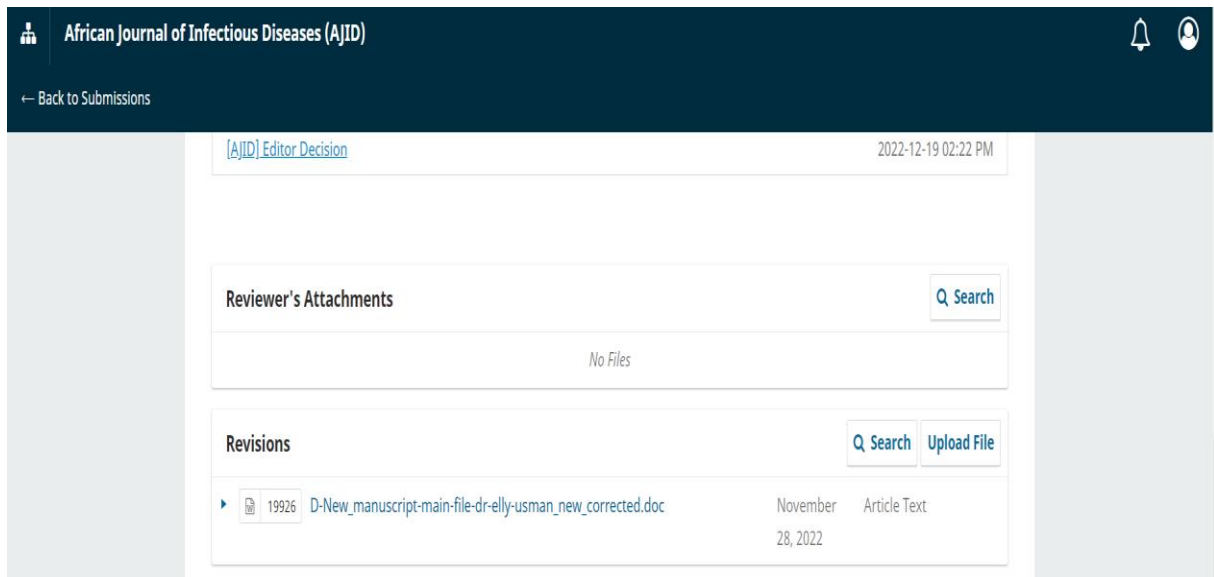 African Journal of Infectious Diseases (AJID)
← Back to Submissions
[AJID] Editor Decision 2022-12-19 02:22 PM
Reviewer's Attachments Search
No Files
Revisions Search Upload File
19926 D-New_manuscript-main-file-dr-elly-usman_new_corrected.doc November 28, 2022 Article Text